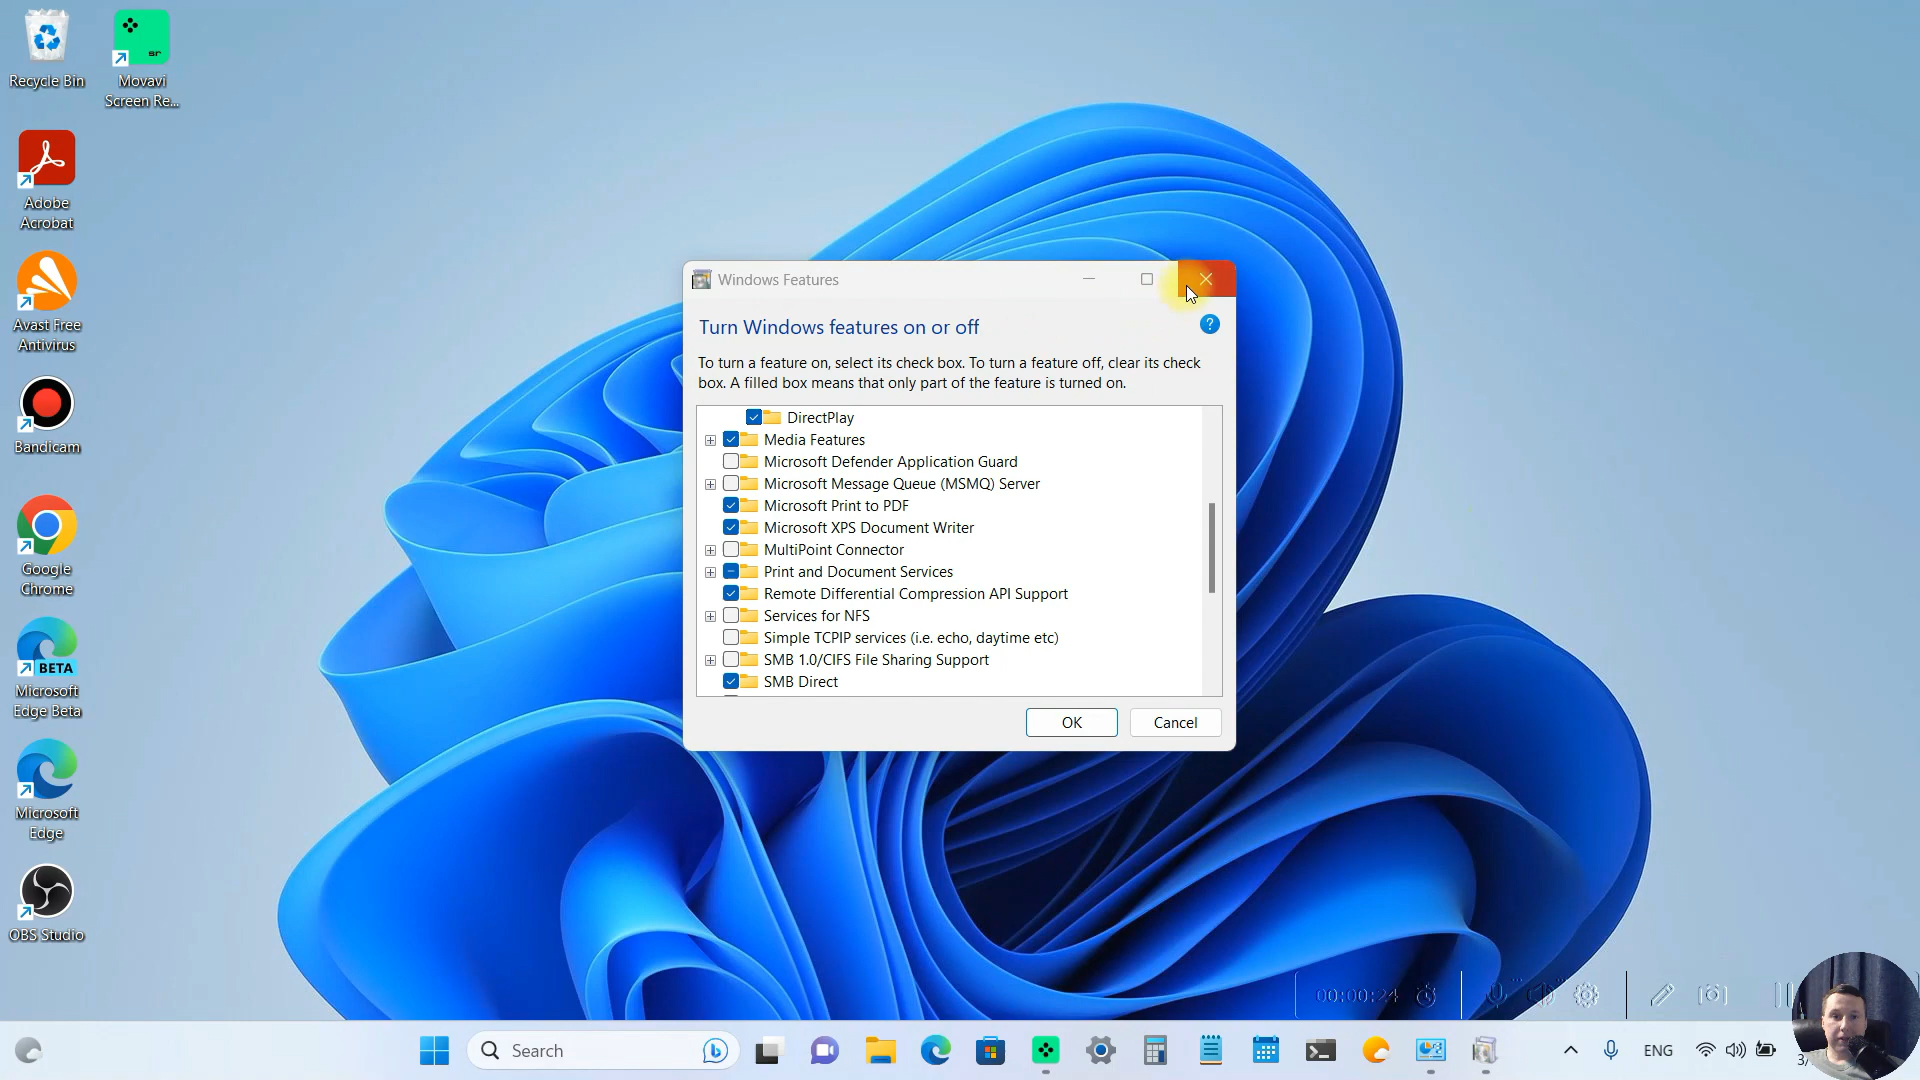 Recycle Bin
Movavi
Screen Re...
sr
Adobe
Acrobat
Avast Free
Antivirus
Bandicam
Google
Chrome
BETA
Microsoft
Edge Beta
Microsoft
Edge
OBS Studio
Windows Features
Turn Windows features on or off
To turn a feature on, select its check box. To turn a feature off, clear its check
box. A filled box means that only part of the feature is turned on.
DirectPlay
Media Features
Microsoft Defender Application Guard
Microsoft Message Queue (MSMQ) Server
Microsoft Print to PDF
Microsoft XPS Document Writer
MultiPoint Connector
Print and Document Services
Remote Differential Compression API Support
Services for NFS
Simple TCPIP services (i.e. echo, daytime etc)
SMB 1.0/CIFS File Sharing Support
SMB Direct
OK
Cancel
00:00:24
Search
ENG